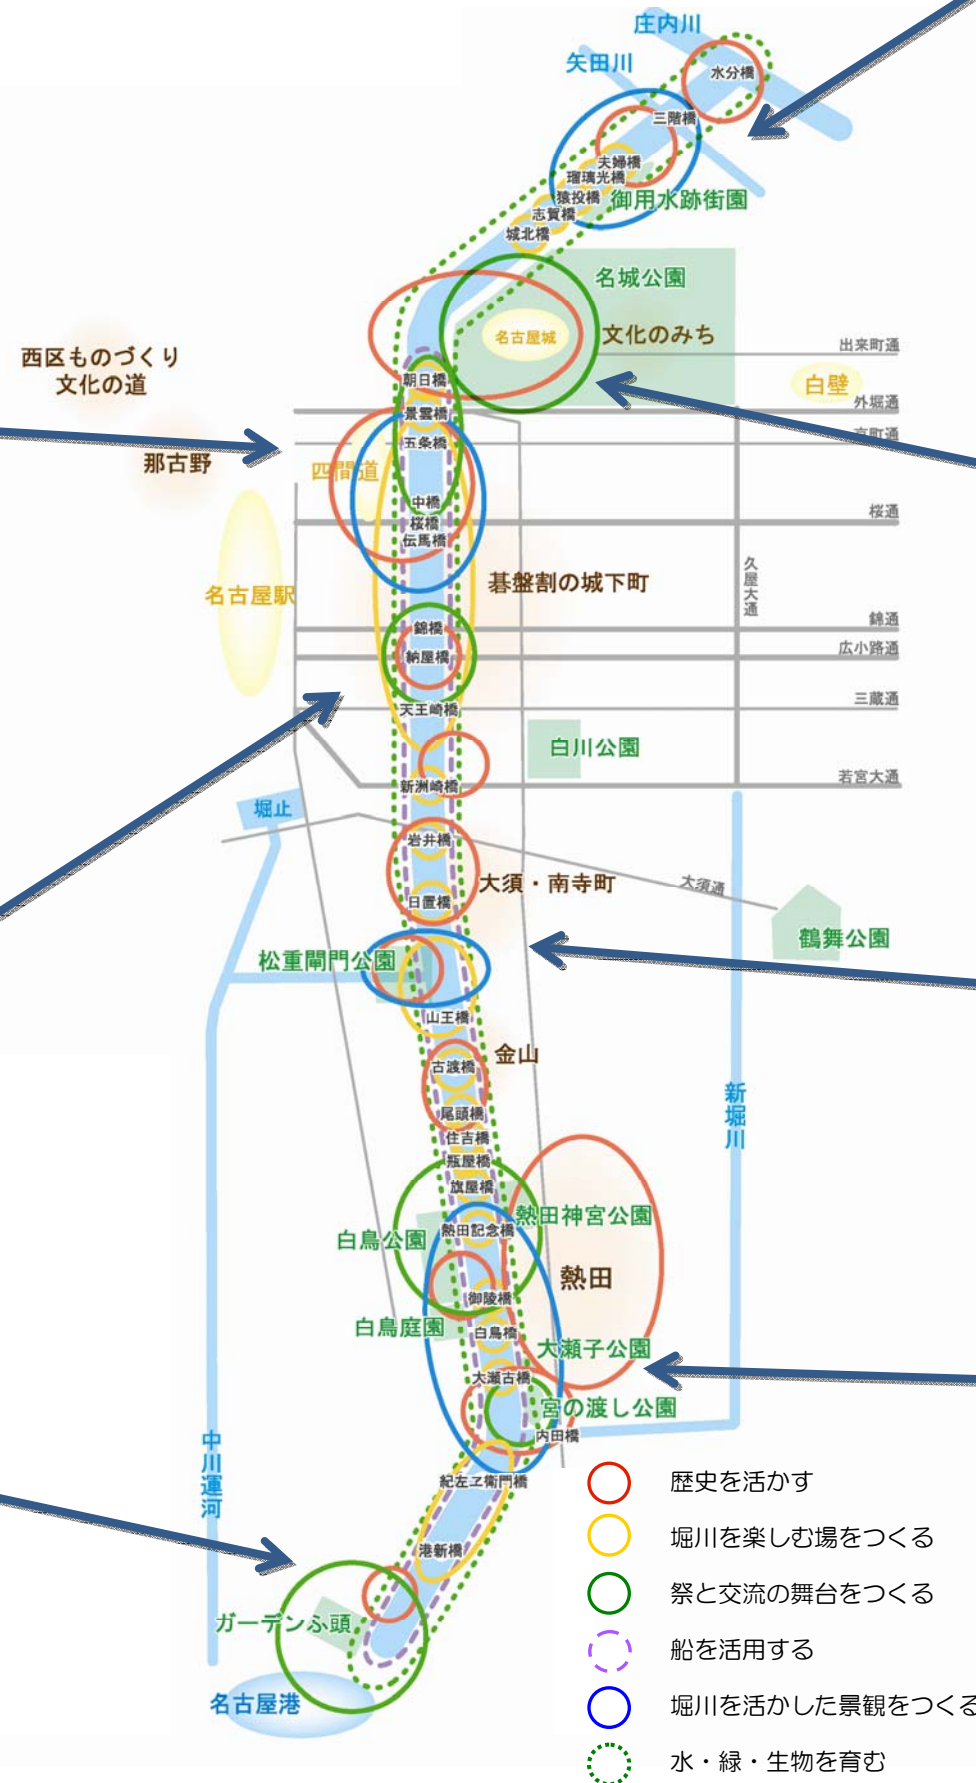 庄内川
矢田川
水分橋
三階橋
夫婦橋
瑠璃光橋
猿投橋
御用水跡街園
志賀橋
城北橋
名城公園
名古屋城
文化のみち
出来町通
西区ものづくり
文化の道
朝日橋
白壁
外堀通
景雲橋
京町通
五条橋
那古野
四間道
中橋
桜通
桜橋
伝馬橋
碁盤割の城下町
久屋大通
名古屋駅
錦通
錦橋
広小路通
納屋橋
三蔵通
天王崎橋
白川公園
若宮大通
新洲崎橋
堀止
岩井橋
大須・南寺町
大須通
日置橋
鶴舞公園
松重閘門公園
山王橋
金山
古渡橋
新堀川
尾頭橋
住吉橋
瓶屋橋
旗屋橋
熱田神宮公園
熱田記念橋
白鳥公園
熱田
御陵橋
白鳥庭園
白鳥橋
大瀬子公園
大瀬古橋
宮の渡し公園
内田橋
中川運河
紀左ヱ衛門橋
港新橋
ガーデンふ頭
名古屋港
歴史を活かす
堀川を楽しむ場をつくる
祭と交流の舞台をつくる
船を活用する
堀川を活かした景観をつくる
水・緑・生物を育む